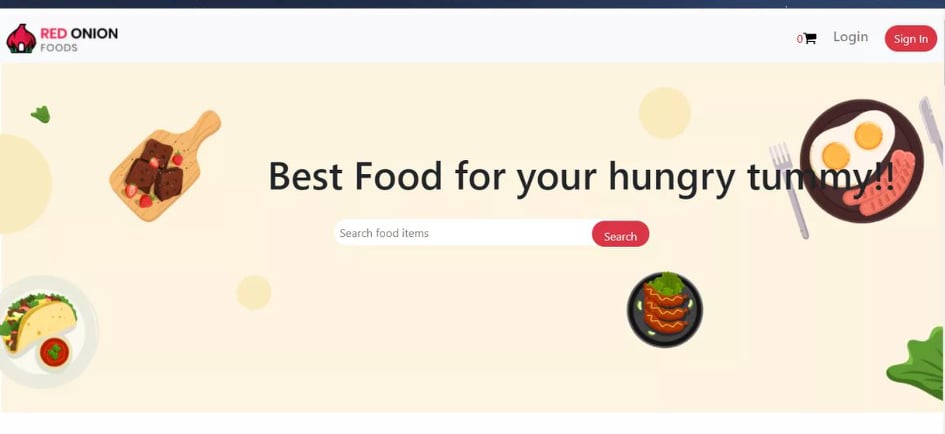 RED ONION
FOODS
0
Login
Sign In
Best Food for your hungry tummy!!
Search food items
Search